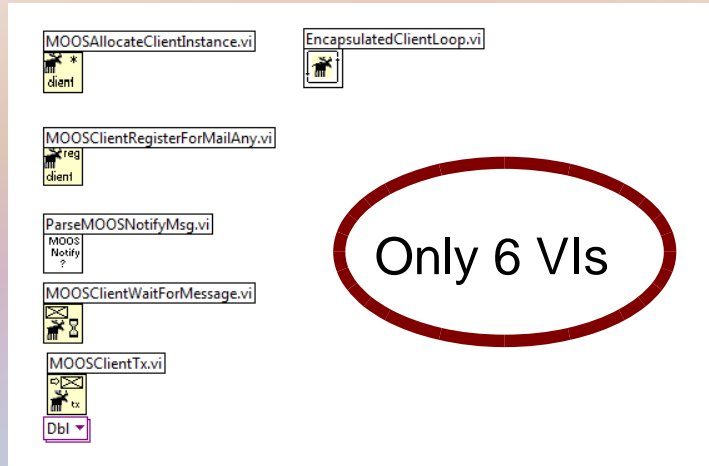 MOOSAllocateClientInstance.vi
*
client
EncapsulatedClientLoop.vi
MOOSClientRegisterForMailAny.vi
reg
client
ParseMOOSNotifyMsg.vi
MOOS
Notify
?
Only 6 VIs
MOOSClientWaitForMessage.vi
MOOSClientTx.vi
tx
Dbl